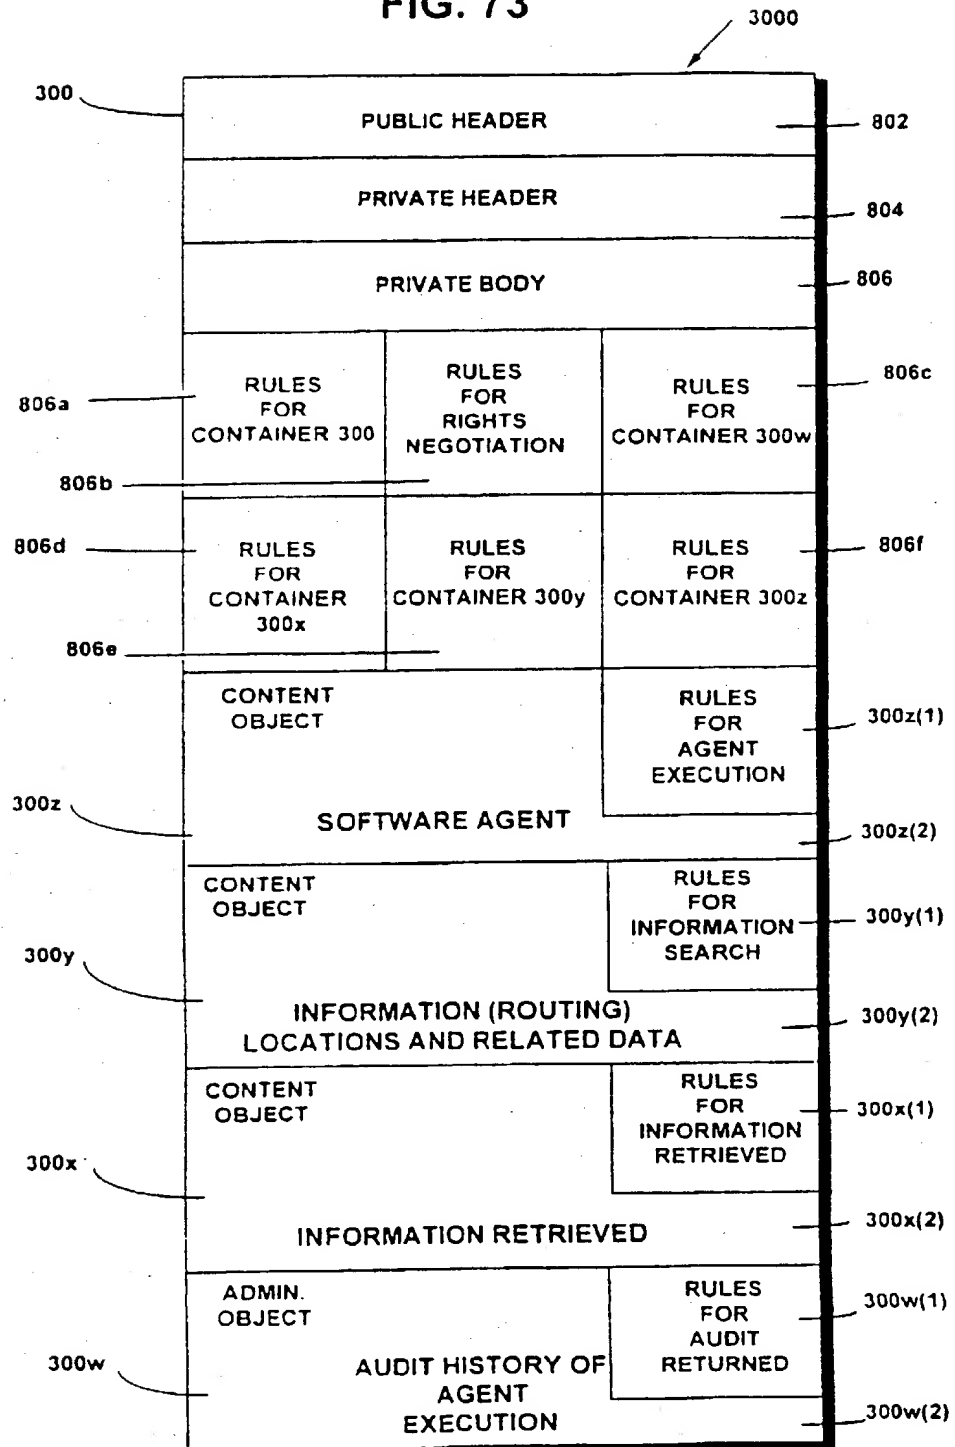 FIG. 73
3000
300
PUBLIC HEADER
802
PRIVATE HEADER
804
PRIVATE BODY
806
806a
RULES
FOR
CONTAINER 300
806b
RULES
FOR
RIGHTS
NEGOTIATION
RULES
FOR
CONTAINER 300w
806c
806d
RULES
FOR
CONTAINER
300x
806e
RULES
FOR
CONTAINER 300y
RULES
FOR
CONTAINER 300z
806f
CONTENT
OBJECT
RULES
FOR
AGENT
EXECUTION
300z(1)
300z
SOFTWARE AGENT
300z(2)
CONTENT
OBJECT
RULES
FOR
INFORMATION
SEARCH
300y(1)
300y
INFORMATION (ROUTING)
LOCATIONS AND RELATED DATA
300y(2)
CONTENT
OBJECT
RULES
FOR
INFORMATION
RETRIEVED
300x(1)
300x
INFORMATION RETRIEVED
300x(2)
ADMIN.
OBJECT
RULES
FOR
AUDIT
RETURNED
300w(1)
300w
AUDIT HISTORY OF
AGENT
EXECUTION
300w(2)